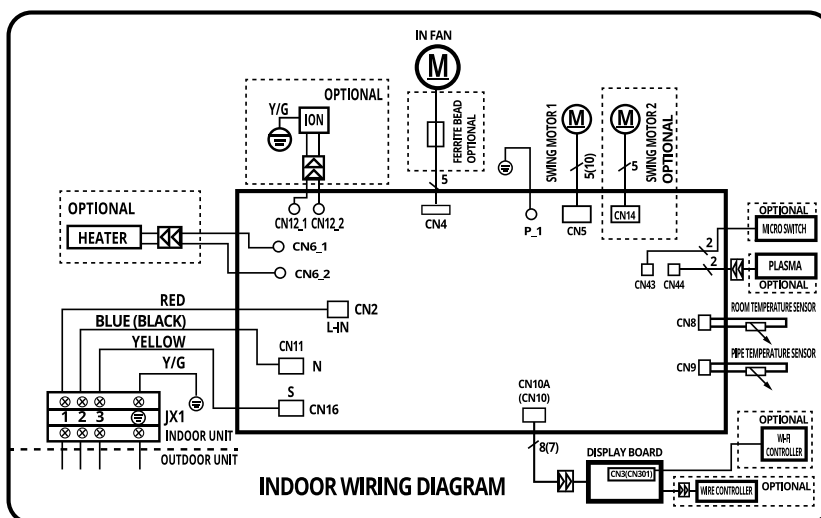 IN FAN
M
OPTIONAL
Y/G
ION
FERRITE BEAD
OPTIONAL
SWING MOTOR 1
M
SWING MOTOR 2
OPTIONAL
M
5
5(10)
5
CN12_1
CN12_2
CN4
P_1
CN5
CN14
OPTIONAL
HEATER
CN6_1
CN6_2
OPTIONAL
MICRO SWITCH
2
2
PLASMA
OPTIONAL
CN43
CN44
RED
CN2
L-IN
BLUE (BLACK)
YELLOW
CN11
N
Y/G
S
CN16
ROOM TEMPERATURE SENSOR
CN8
PIPE TEMPERATURE SENSOR
CN9
1
2
3
JX1
INDOOR UNIT
OUTDOOR UNIT
CN10A
(CN10)
8(7)
DISPLAY BOARD
CN3(CN301)
OPTIONAL
WI-FI
CONTROLLER
WIRE CONTROLLER
OPTIONAL
INDOOR WIRING DIAGRAM